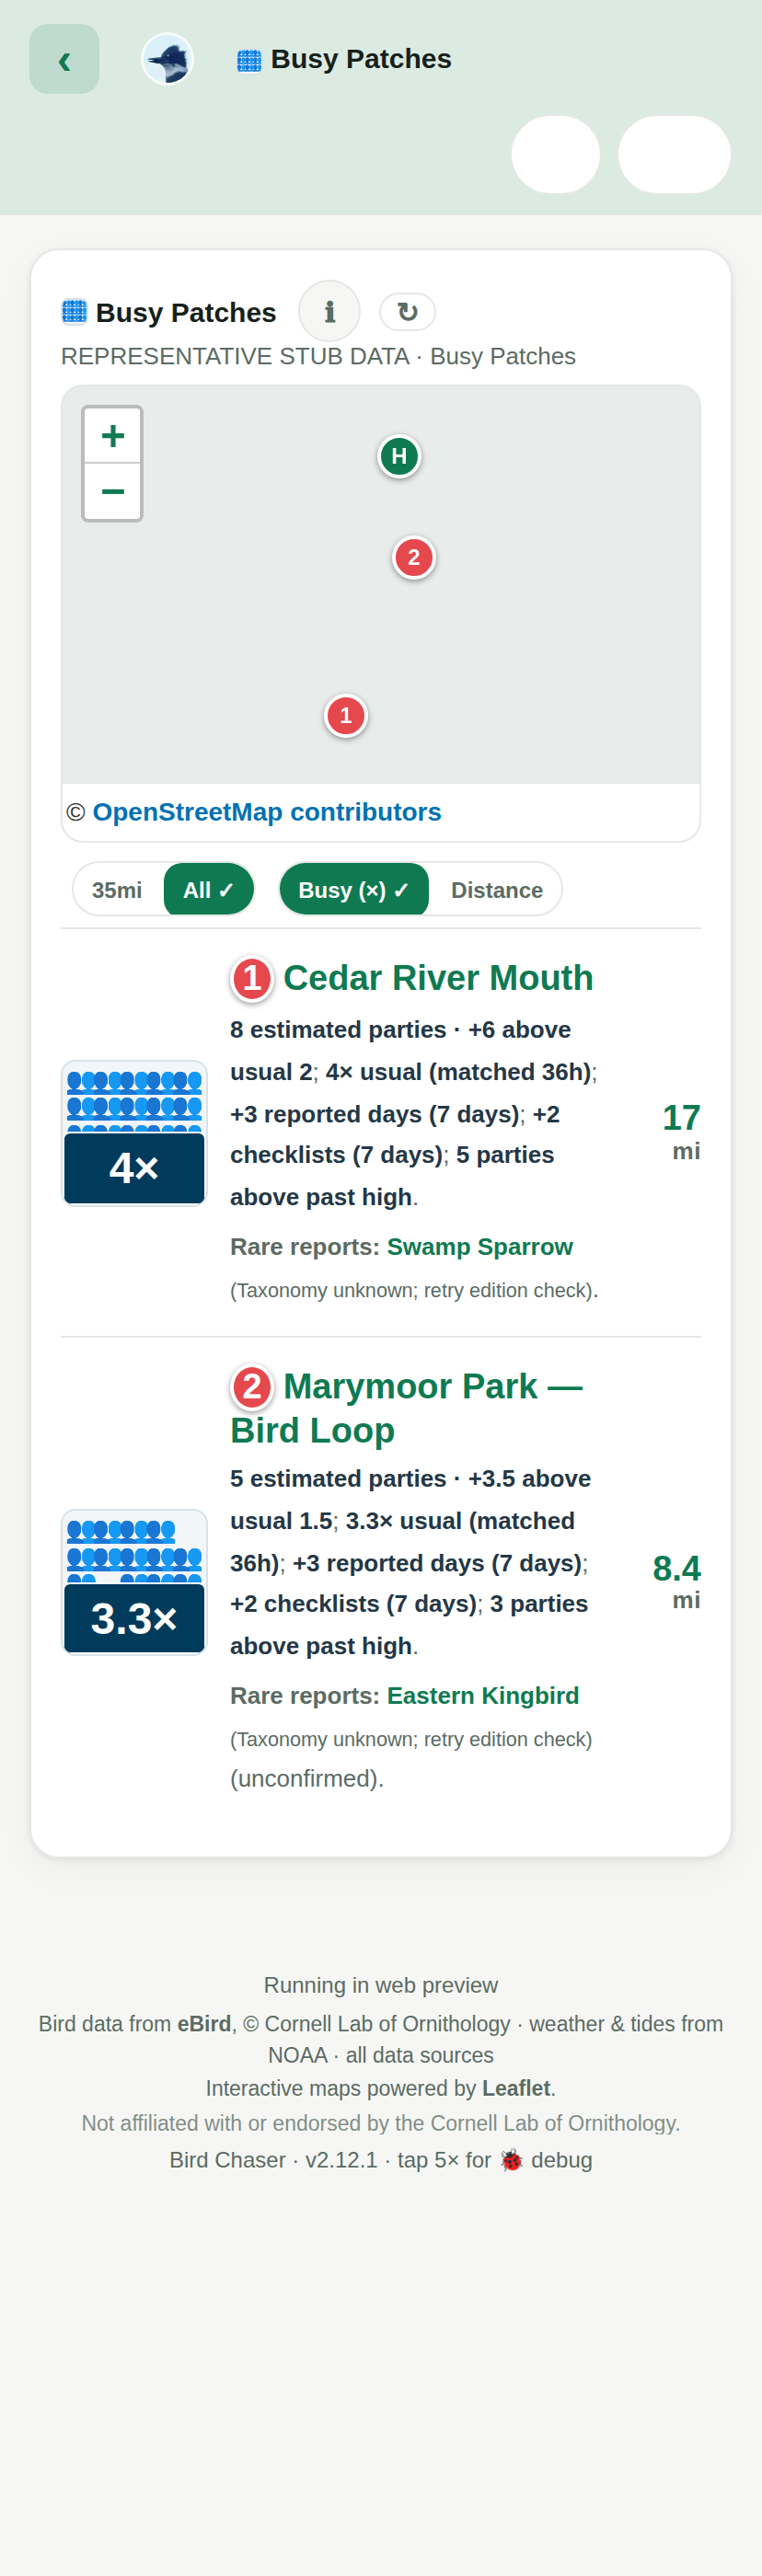 ‹ Busy Patches
Busy Patches ℹ ↻
REPRESENTATIVE STUB DATA · Busy Patches
+
−
H
2
1
© OpenStreetMap contributors
35mi All ✓ Busy (×) ✓ Distance
1 Cedar River Mouth
8 estimated parties · +6 above
usual 2; 4× usual (matched 36h);
+3 reported days (7 days); +2
checklists (7 days); 5 parties
above past high.
4×
17
mi
Rare reports: Swamp Sparrow
(Taxonomy unknown; retry edition check).
2 Marymoor Park —
Bird Loop
5 estimated parties · +3.5 above
usual 1.5; 3.3× usual (matched
36h); +3 reported days (7 days);
+2 checklists (7 days); 3 parties
above past high.
3.3×
8.4
mi
Rare reports: Eastern Kingbird
(Taxonomy unknown; retry edition check)
(unconfirmed).
Running in web preview
Bird data from eBird, © Cornell Lab of Ornithology · weather & tides from
NOAA · all data sources
Interactive maps powered by Leaflet.
Not affiliated with or endorsed by the Cornell Lab of Ornithology.
Bird Chaser · v2.12.1 · tap 5× for 🐞 debug